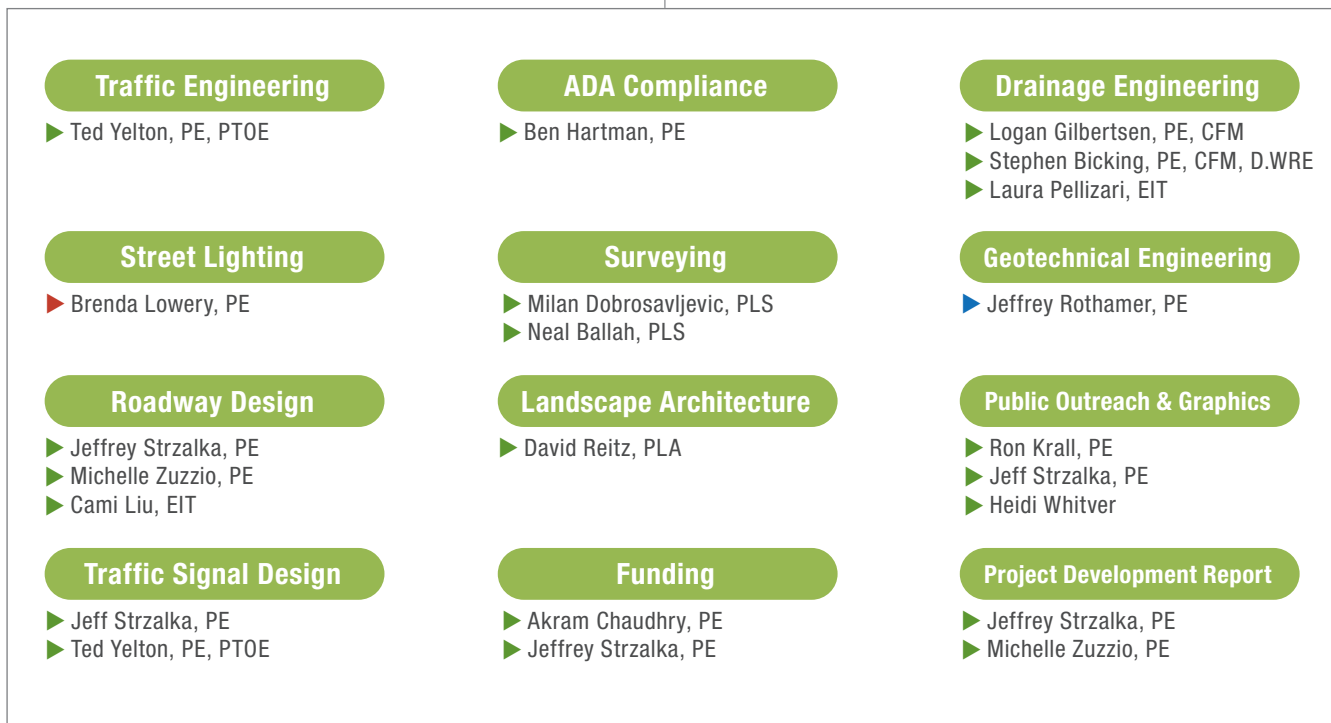 Traffic Engineering
Ted Yelton, PE, PTOE
ADA Compliance
Ben Hartman, PE
Drainage Engineering
Logan Gilbertsen, PE, CFM
Stephen Bicking, PE, CFM, D.WRE
Laura Pellizari, EIT
Street Lighting
Brenda Lowery, PE
Surveying
Milan Dobrosavljevic, PLS
Neal Ballah, PLS
Geotechnical Engineering
Jeffrey Rothamer, PE
Roadway Design
Jeffrey Strzalka, PE
Michelle Zuzzio, PE
Cami Liu, EIT
Landscape Architecture
David Reitz, PLA
Public Outreach & Graphics
Ron Krall, PE
Jeff Strzalka, PE
Heidi Whitver
Traffic Signal Design
Jeff Strzalka, PE
Ted Yelton, PE, PTOE
Funding
Akram Chaudhry, PE
Jeffrey Strzalka, PE
Project Development Report
Jeffrey Strzalka, PE
Michelle Zuzzio, PE